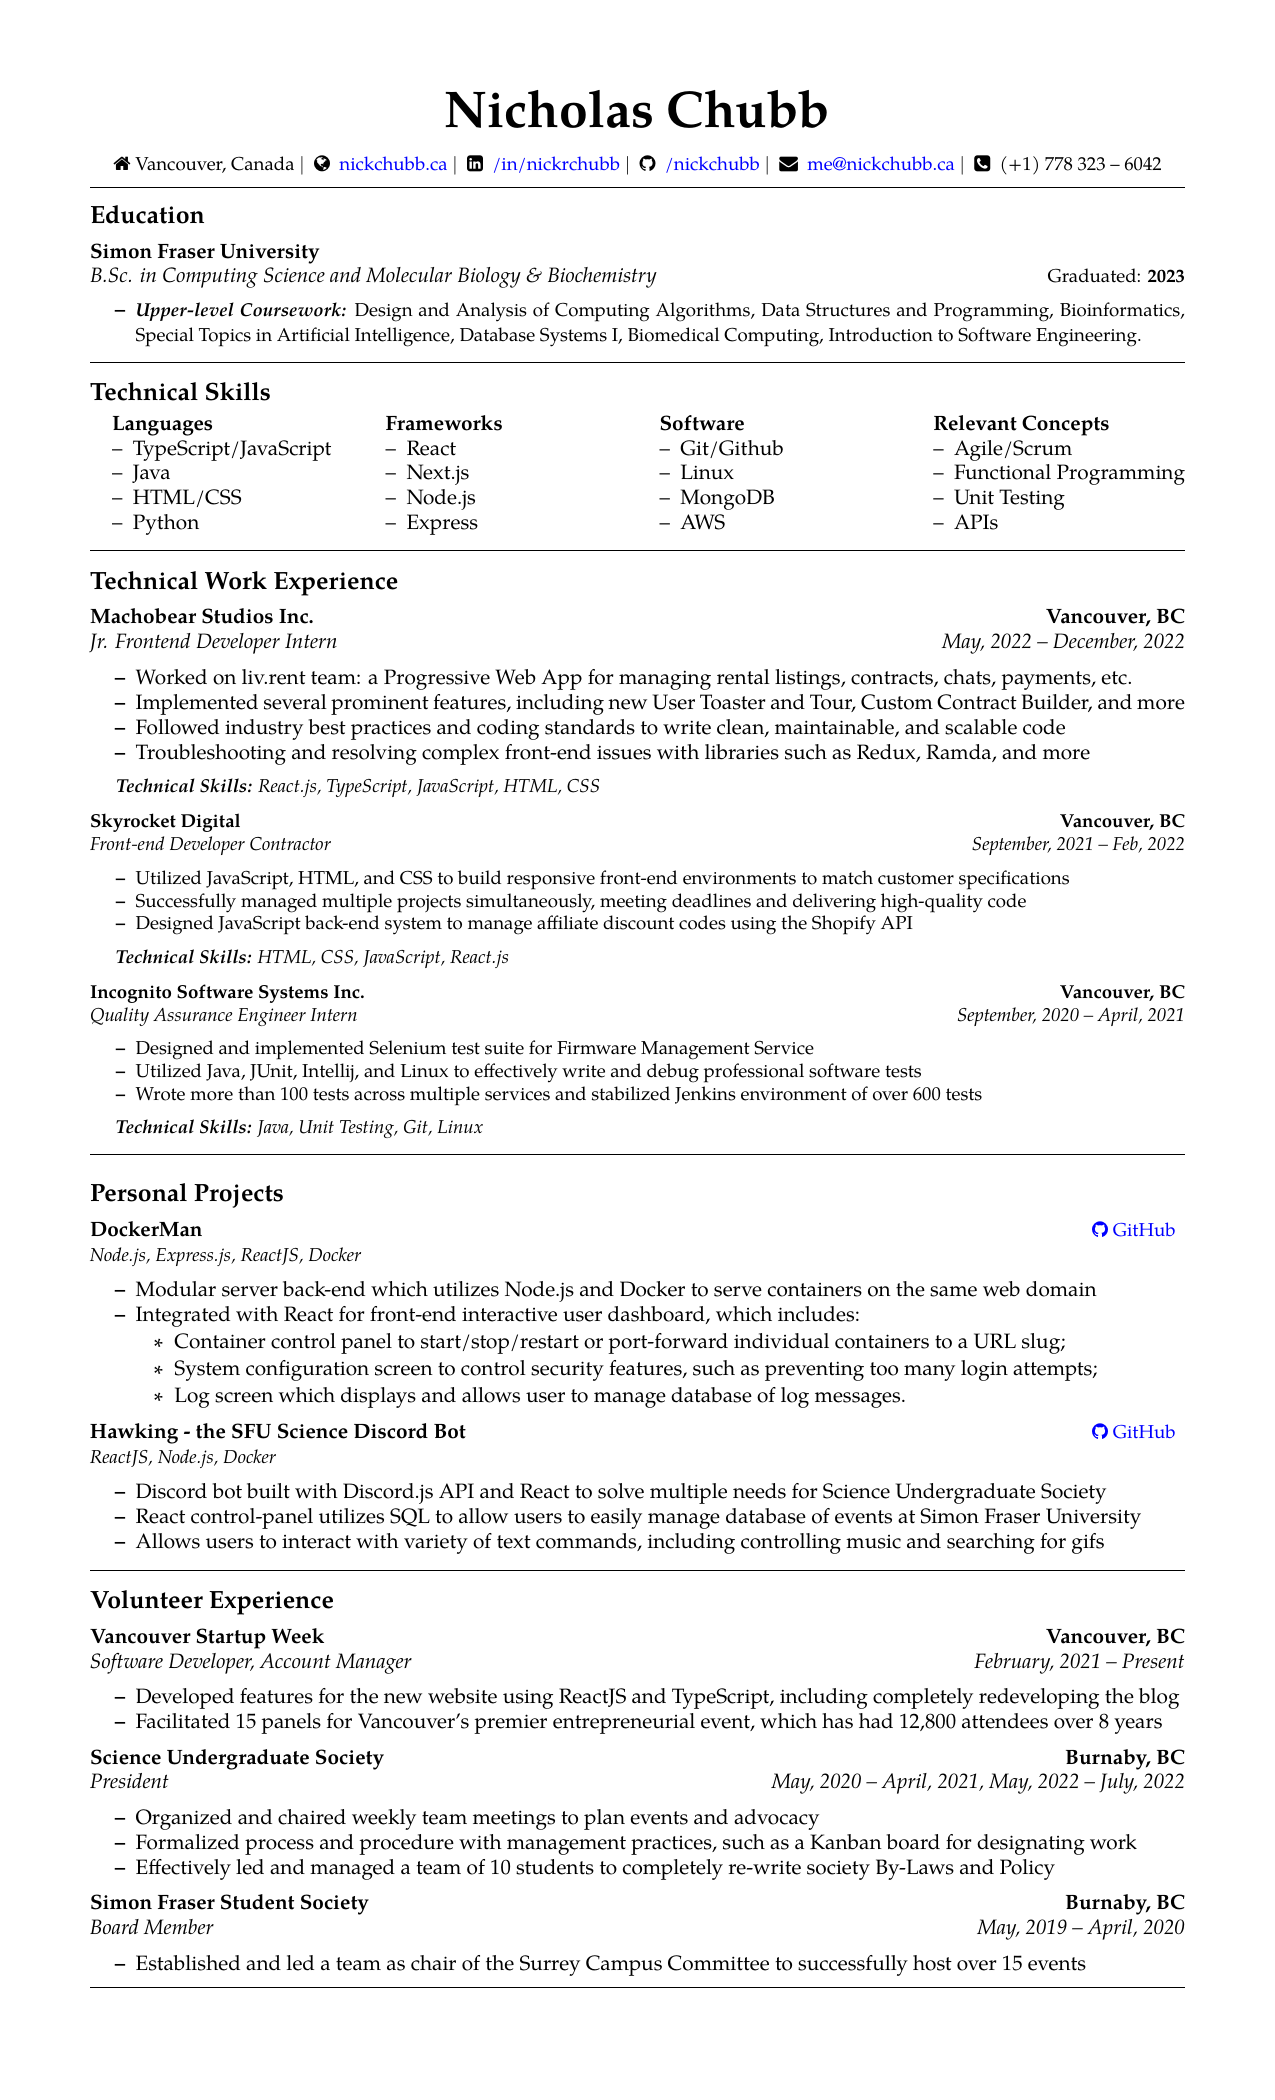 Nicholas Chubb
Vancouver, Canada | nickchubb.ca | /in/nickrchubb | /nickchubb | me@nickchubb.ca | (+1) 778 323 – 6042
Education
Simon Fraser University
B.Sc. in Computing Science and Molecular Biology & Biochemistry Graduated: 2023
– Upper-level Coursework: Design and Analysis of Computing Algorithms, Data Structures and Programming, Bioinformatics,
Special Topics in Artificial Intelligence, Database Systems I, Biomedical Computing, Introduction to Software Engineering.
Technical Skills
Languages Frameworks Software Relevant Concepts
– TypeScript/JavaScript – React – Git/Github – Agile/Scrum
– Java – Next.js – Linux – Functional Programming
– HTML/CSS – Node.js – MongoDB – Unit Testing
– Python – Express – AWS – APIs
Technical Work Experience
Machobear Studios Inc. Vancouver, BC
Jr. Frontend Developer Intern May, 2022 – December, 2022
– Worked on liv.rent team: a Progressive Web App for managing rental listings, contracts, chats, payments, etc.
– Implemented several prominent features, including new User Toaster and Tour, Custom Contract Builder, and more
– Followed industry best practices and coding standards to write clean, maintainable, and scalable code
– Troubleshooting and resolving complex front-end issues with libraries such as Redux, Ramda, and more
Technical Skills: React.js, TypeScript, JavaScript, HTML, CSS
Skyrocket Digital Vancouver, BC
Front-end Developer Contractor September, 2021 – Feb, 2022
– Utilized JavaScript, HTML, and CSS to build responsive front-end environments to match customer specifications
– Successfully managed multiple projects simultaneously, meeting deadlines and delivering high-quality code
– Designed JavaScript back-end system to manage affiliate discount codes using the Shopify API
Technical Skills: HTML, CSS, JavaScript, React.js
Incognito Software Systems Inc. Vancouver, BC
Quality Assurance Engineer Intern September, 2020 – April, 2021
– Designed and implemented Selenium test suite for Firmware Management Service
– Utilized Java, JUnit, Intellij, and Linux to effectively write and debug professional software tests
– Wrote more than 100 tests across multiple services and stabilized Jenkins environment of over 600 tests
Technical Skills: Java, Unit Testing, Git, Linux
Personal Projects
DockerMan GitHub
Node.js, Express.js, ReactJS, Docker
– Modular server back-end which utilizes Node.js and Docker to serve containers on the same web domain
– Integrated with React for front-end interactive user dashboard, which includes:
* Container control panel to start/stop/restart or port-forward individual containers to a URL slug;
* System configuration screen to control security features, such as preventing too many login attempts;
* Log screen which displays and allows user to manage database of log messages.
Hawking - the SFU Science Discord Bot GitHub
ReactJS, Node.js, Docker
– Discord bot built with Discord.js API and React to solve multiple needs for Science Undergraduate Society
– React control-panel utilizes SQL to allow users to easily manage database of events at Simon Fraser University
– Allows users to interact with variety of text commands, including controlling music and searching for gifs
Volunteer Experience
Vancouver Startup Week Vancouver, BC
Software Developer, Account Manager February, 2021 – Present
– Developed features for the new website using ReactJS and TypeScript, including completely redeveloping the blog
– Facilitated 15 panels for Vancouver's premier entrepreneurial event, which has had 12,800 attendees over 8 years
Science Undergraduate Society Burnaby, BC
President May, 2020 – April, 2021, May, 2022 – July, 2022
– Organized and chaired weekly team meetings to plan events and advocacy
– Formalized process and procedure with management practices, such as a Kanban board for designating work
– Effectively led and managed a team of 10 students to completely re-write society By-Laws and Policy
Simon Fraser Student Society Burnaby, BC
Board Member May, 2019 – April, 2020
– Established and led a team as chair of the Surrey Campus Committee to successfully host over 15 events